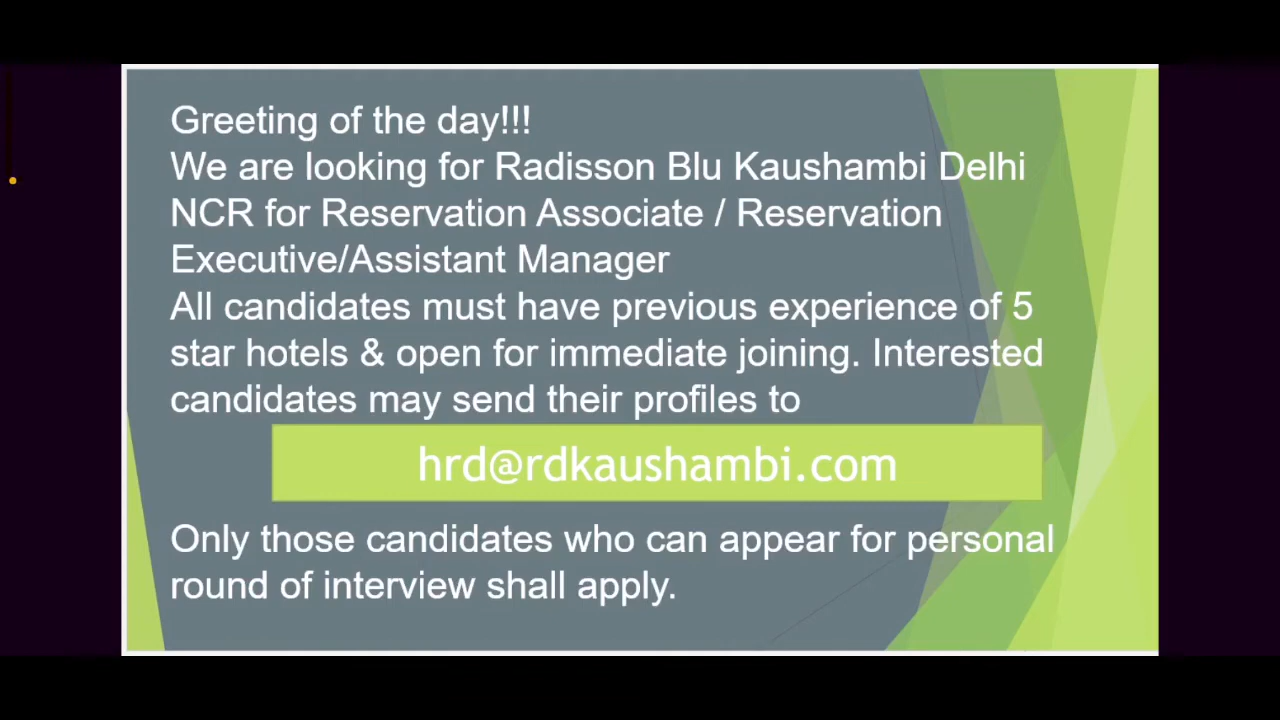 Greeting of the day!!!
We are looking for Radisson Blu Kaushambi Delhi
NCR for Reservation Associate / Reservation
Executive/Assistant Manager
All candidates must have previous experience of 5
star hotels & open for immediate joining. Interested
candidates may send their profiles to
hrd@rdkaushambi.com
Only those candidates who can appear for personal
round of interview shall apply.